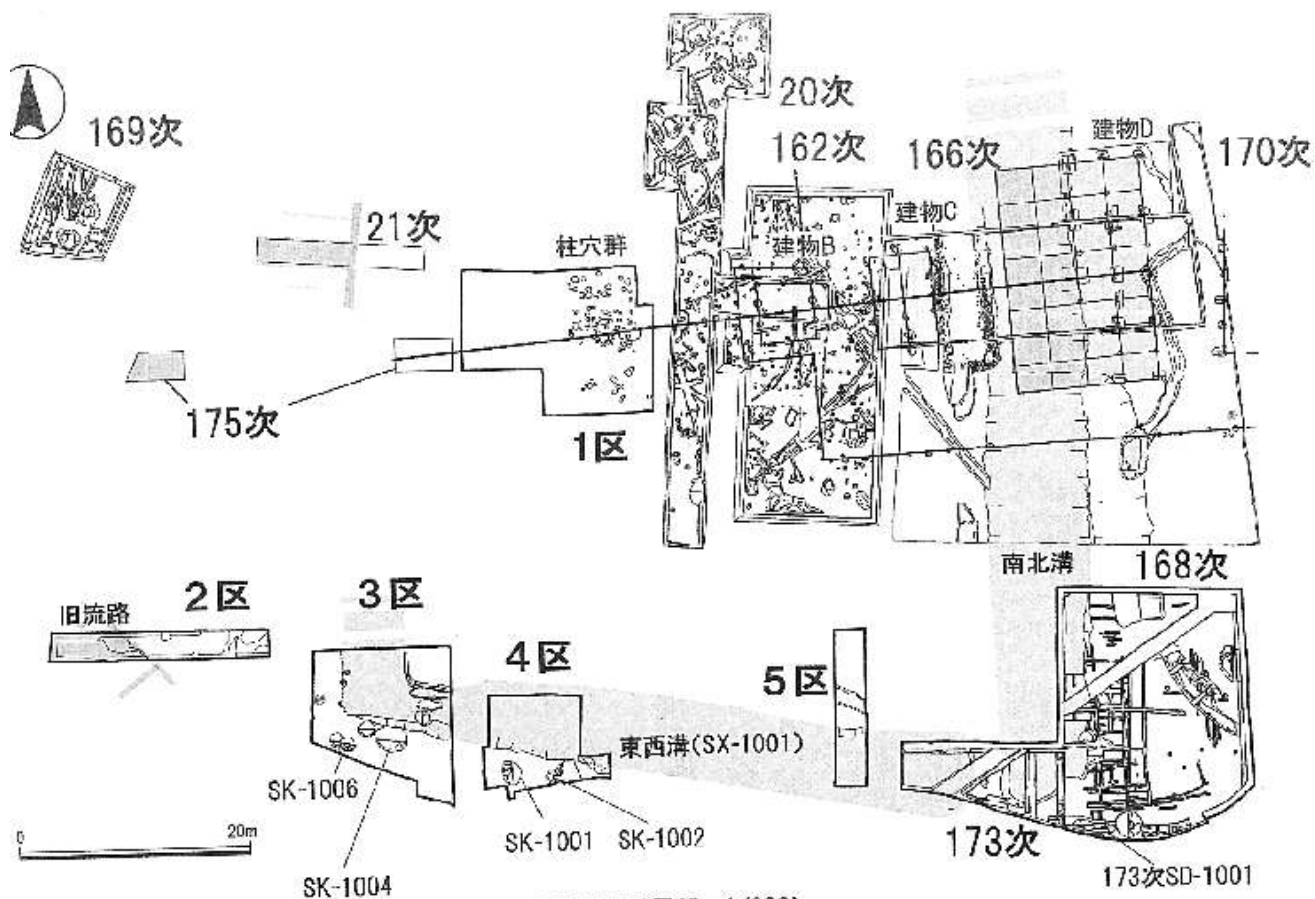 20次
169次
162次
166次
建物D
170次
21次
柱穴群
建物B
建物C
175次
1区
南北溝
168次
旧流路
2区
3区
4区
5区
東西溝(SX-1001)
SK-1006
SK-1001
SK-1002
173次
0
20m
SK-1004
173次SD-1001